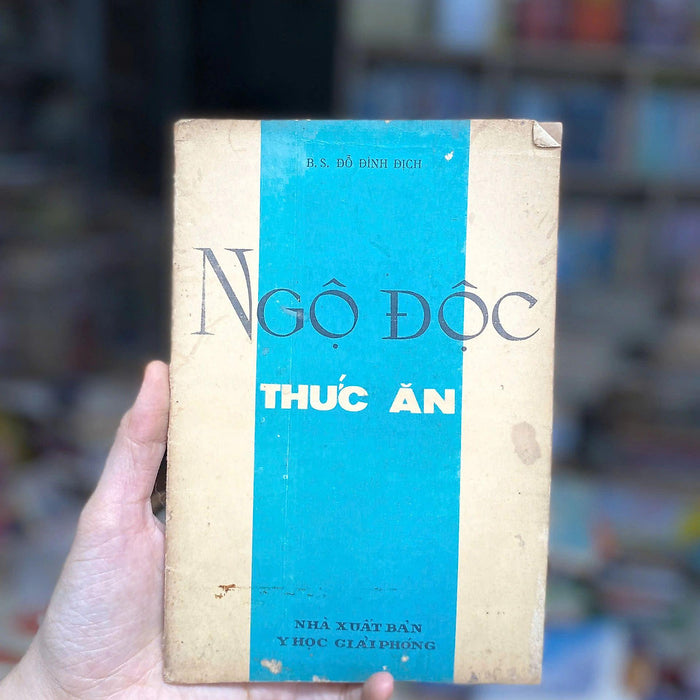 B. S. ĐỖ ĐÌNH ĐỊCH
NGỘ ĐỘC
THỨC ĂN
NHÀ XUẤT BẢN
Y HỌC GIẢI PHÓNG